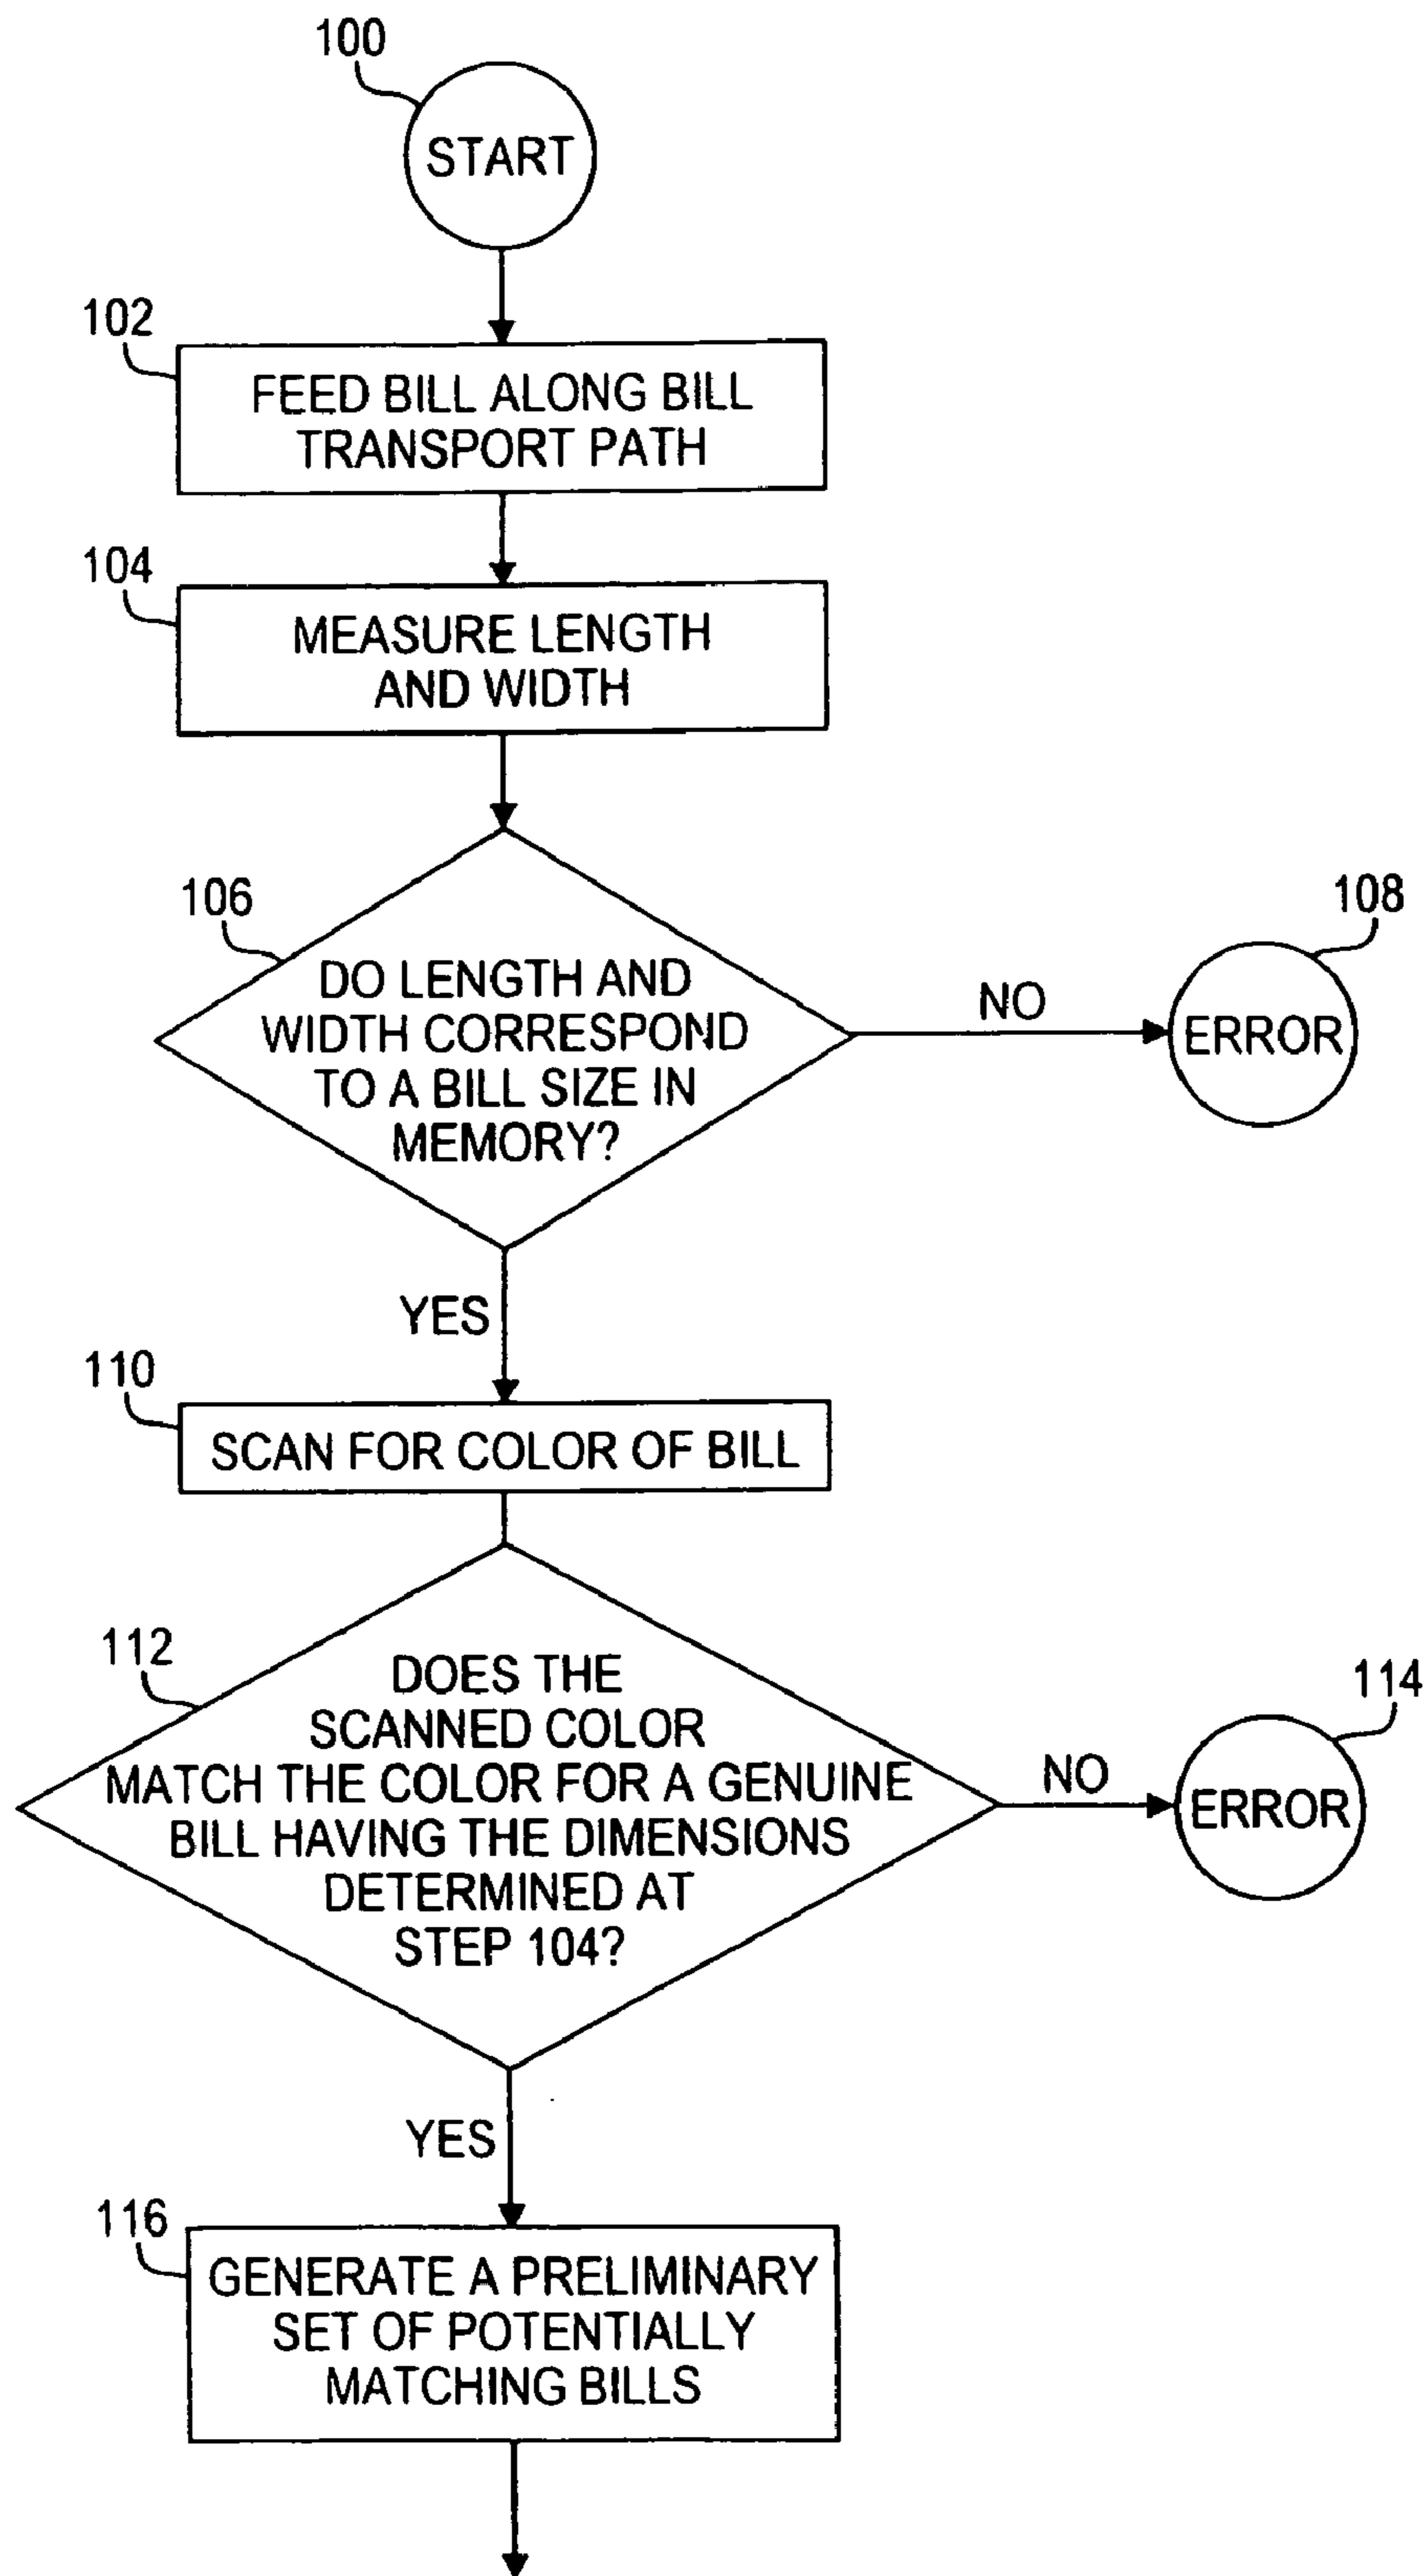 100
START
102
FEED BILL ALONG BILL
TRANSPORT PATH
104
MEASURE LENGTH
AND WIDTH
106
DO LENGTH AND
WIDTH CORRESPOND
TO A BILL SIZE IN
MEMORY?
NO
108
ERROR
YES
110
SCAN FOR COLOR OF BILL
112
DOES THE
SCANNED COLOR
MATCH THE COLOR FOR A GENUINE
BILL HAVING THE DIMENSIONS
DETERMINED AT
STEP 104?
NO
114
ERROR
YES
116
GENERATE A PRELIMINARY
SET OF POTENTIALLY
MATCHING BILLS